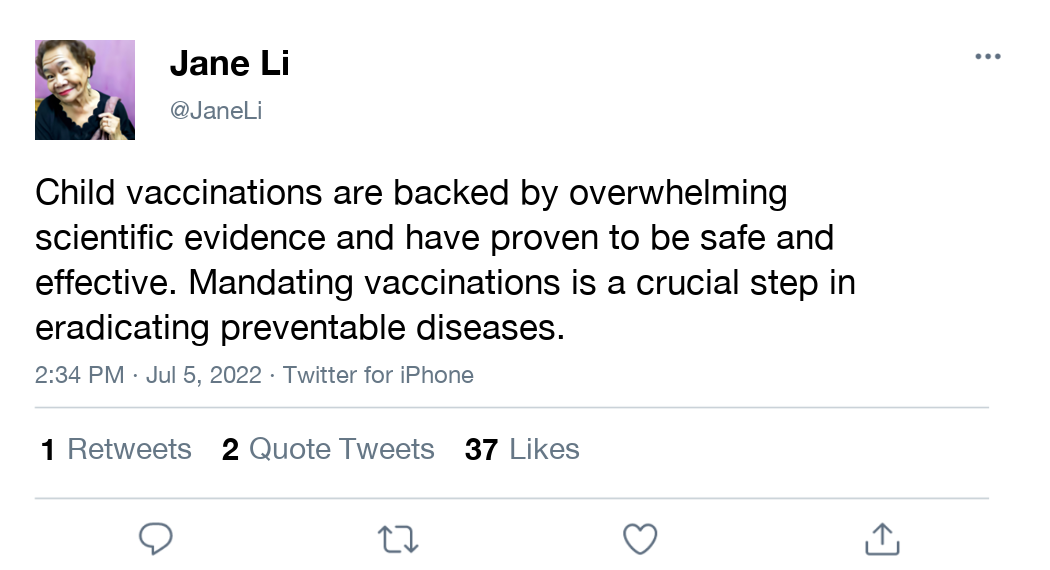 Jane Li
@JaneLi
Child vaccinations are backed by overwhelming
scientific evidence and have proven to be safe and
effective. Mandating vaccinations is a crucial step in
eradicating preventable diseases.
2:34 PM · Jul 5, 2022 · Twitter for iPhone
1 Retweets 2 Quote Tweets 37 Likes